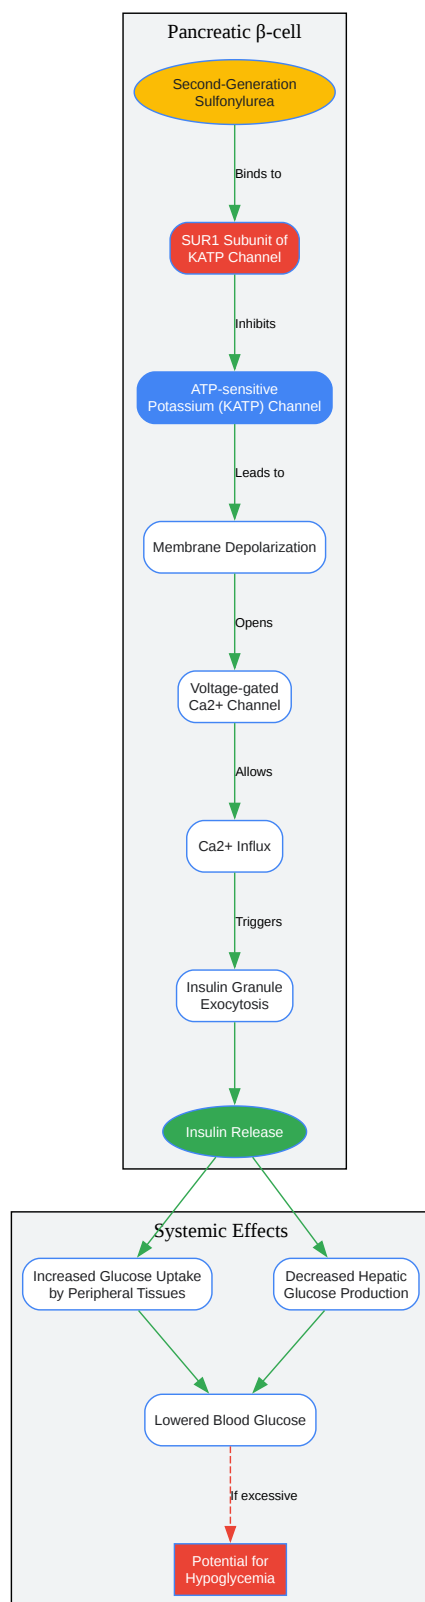 Pancreatic β-cell
Second-Generation
Sulfonylurea
Binds to
SUR1 Subunit of
KATP Channel
Inhibits
ATP-sensitive
Potassium (KATP) Channel
Leads to
Membrane Depolarization
Opens
Voltage-gated
Ca2+ Channel
Allows
Ca2+ Influx
Triggers
Insulin Granule
Exocytosis
Insulin Release
Systemic Effects
Increased Glucose Uptake
by Peripheral Tissues
Decreased Hepatic
Glucose Production
Lowered Blood Glucose
If excessive
Potential for
Hypoglycemia